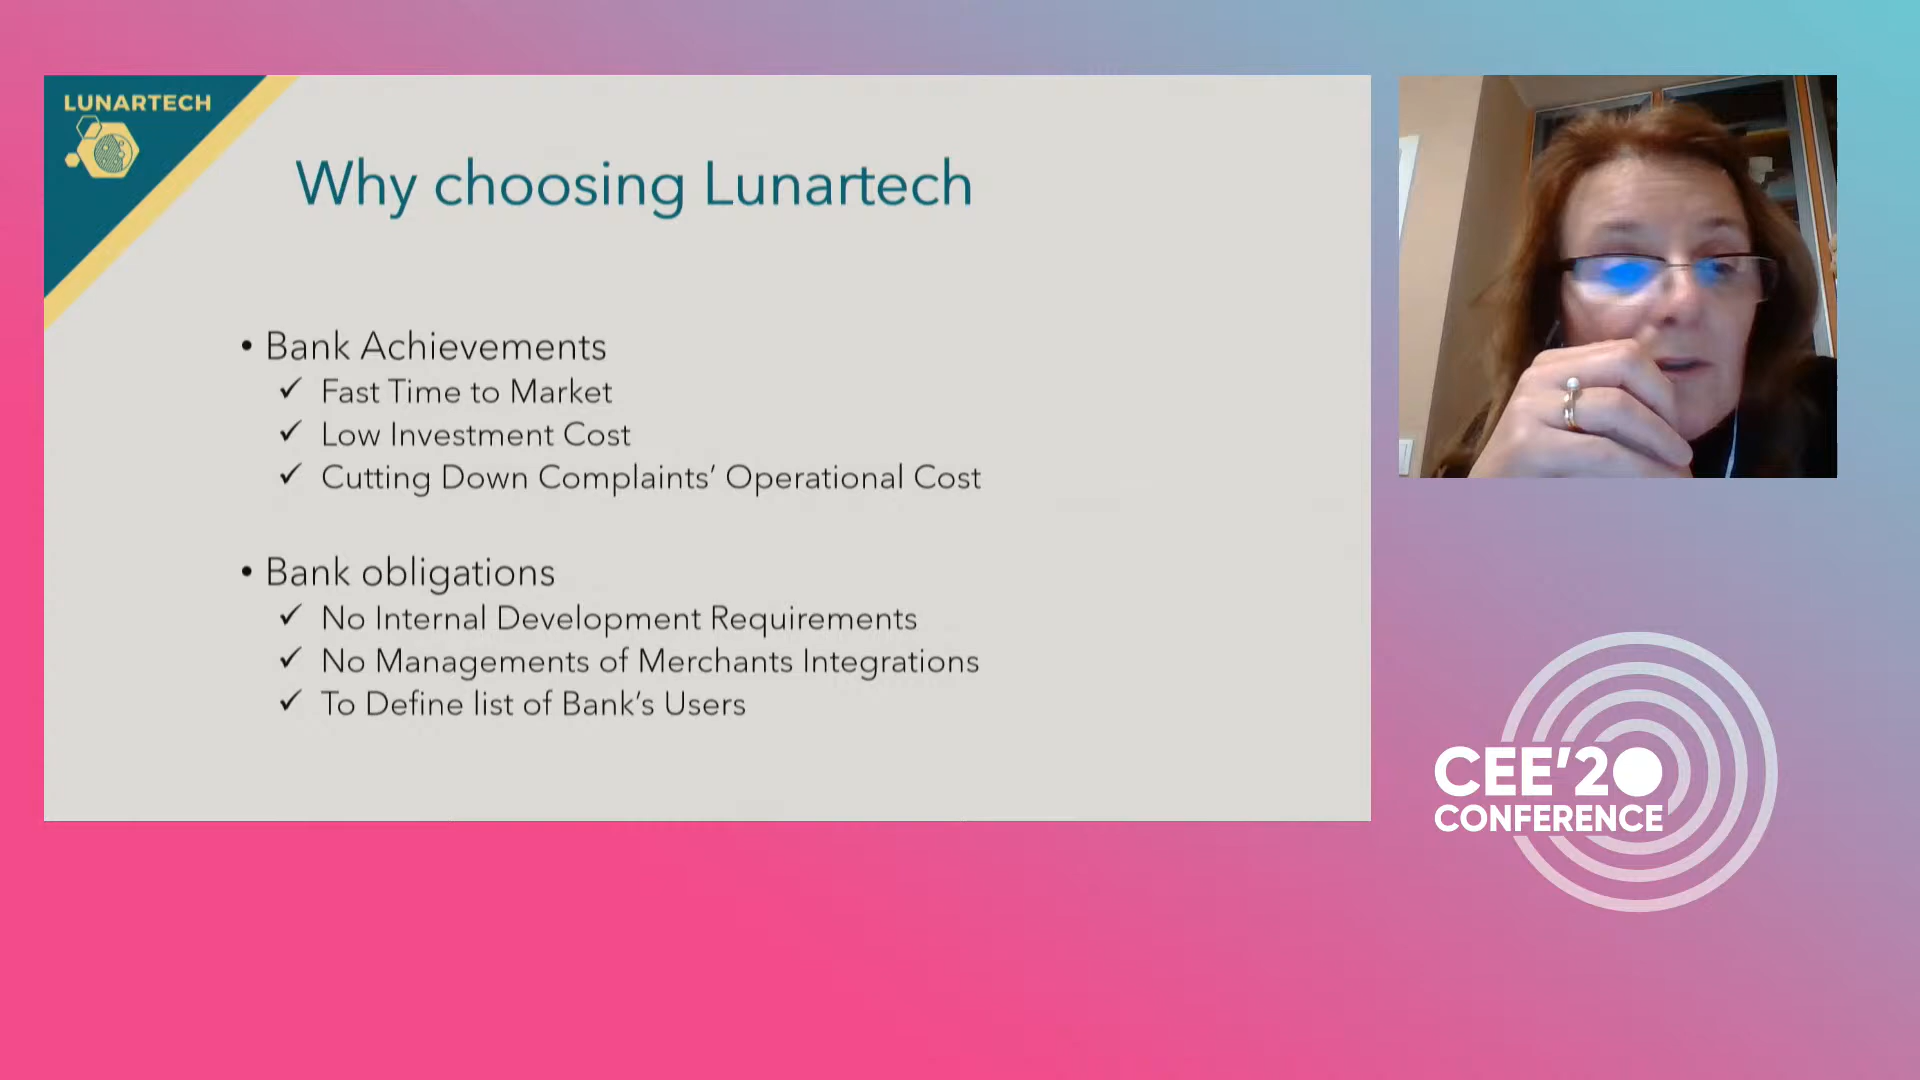 LUNARTECH
Why choosing Lunartech
• Bank Achievements
✓ Fast Time to Market
✓ Low Investment Cost
✓ Cutting Down Complaints’ Operational Cost
• Bank obligations
✓ No Internal Development Requirements
✓ No Managements of Merchants Integrations
✓ To Define list of Bank’s Users
CEE’20
CONFERENCE